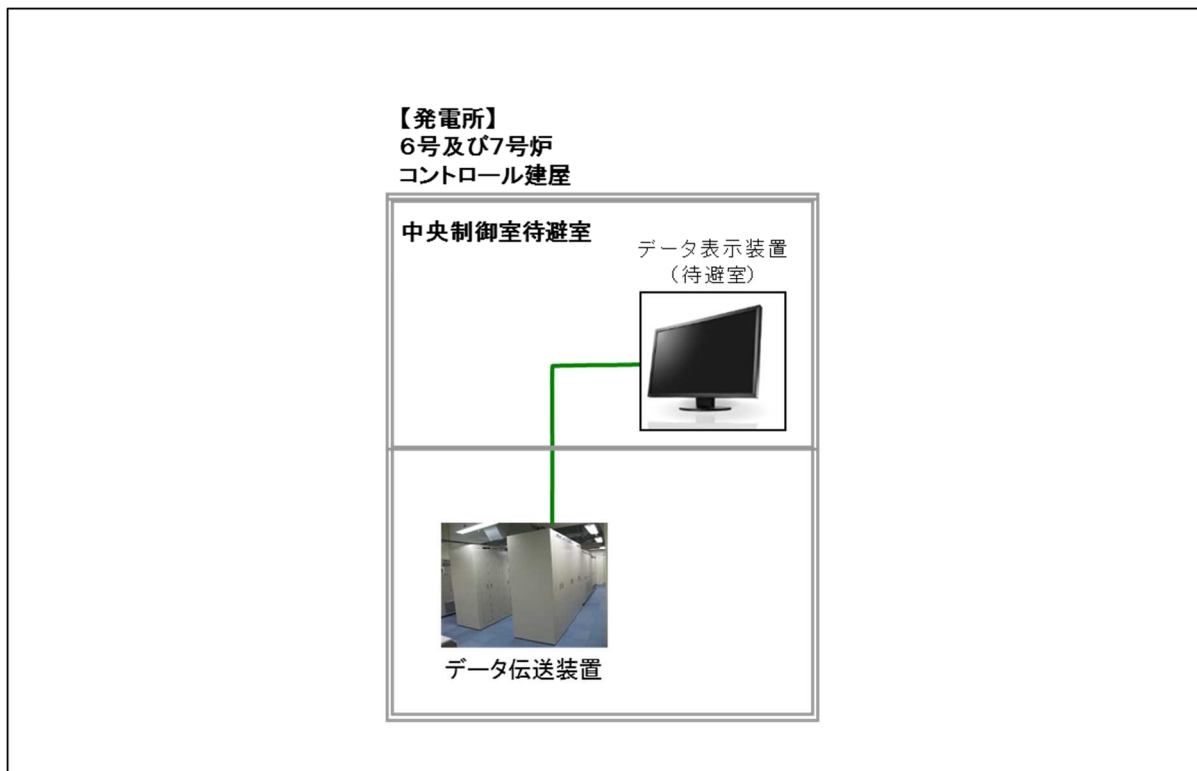 【発電所】
6号及び7号炉
コントロール建屋
中央制御室待避室
データ表示装置
（待避室）
データ伝送装置